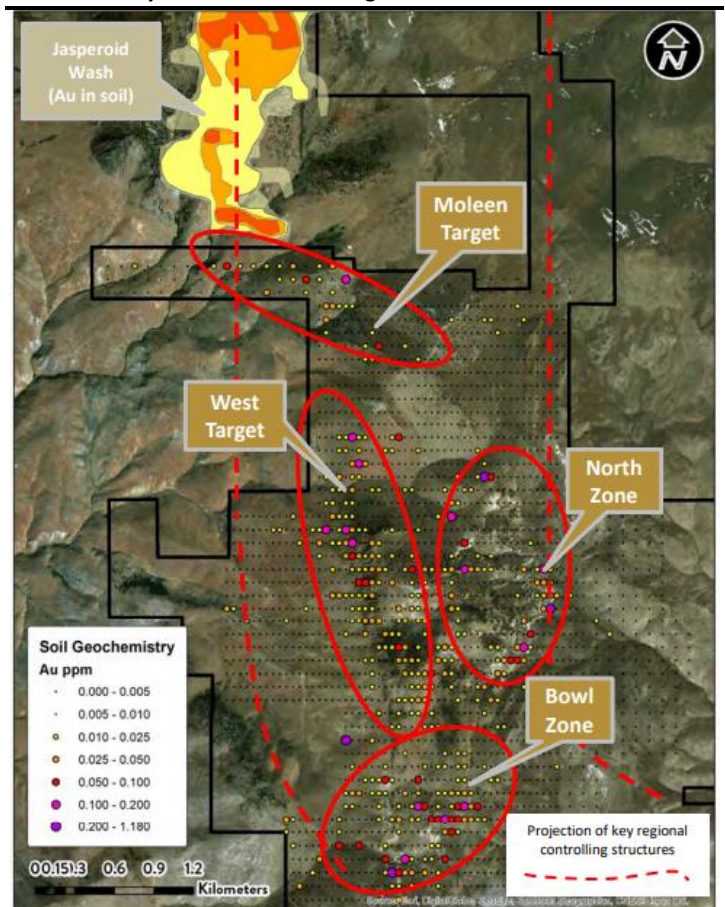 Jasperoid
Wash
(Au in soil)
N
Moleen
Target
West
Target
North
Zone
Bowl
Zone
Soil Geochemistry
Au ppm
0.000 - 0.005
0.005 - 0.010
0.010 - 0.025
0.025 - 0.050
0.050 - 0.100
0.100 - 0.200
0.200 - 1.180
0.6 0.9 1.2
Kilometers
Projection of key regional
controlling structures